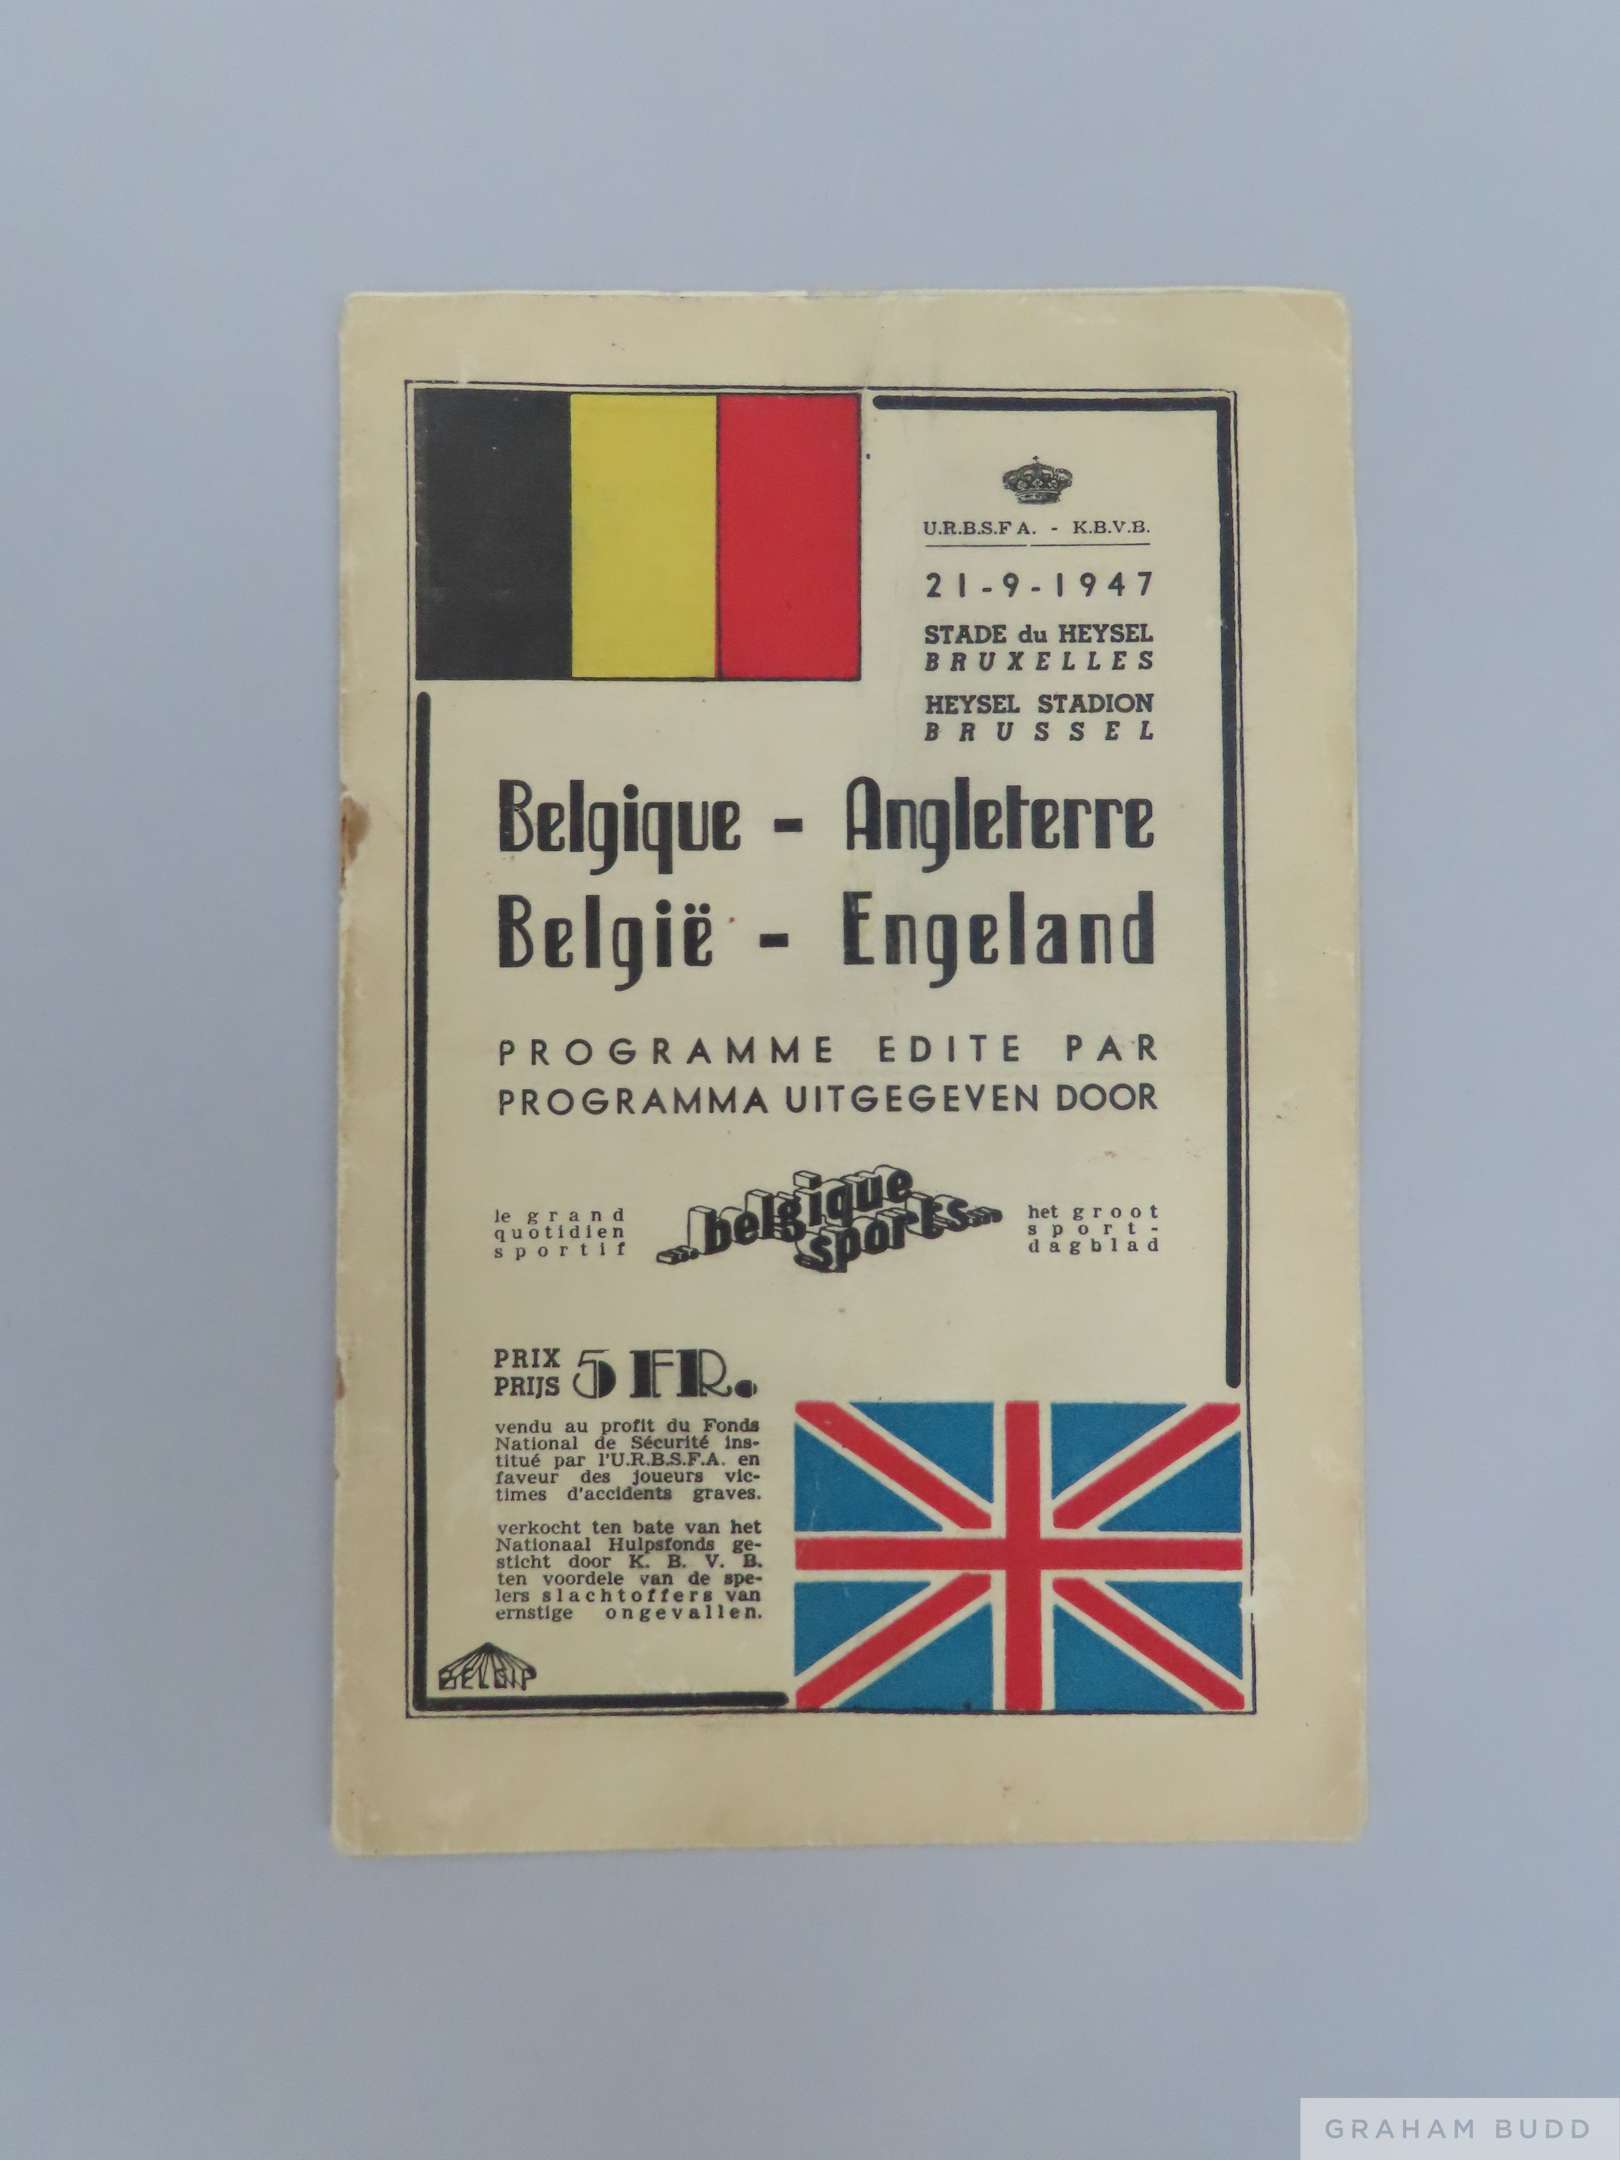 U.R.B.S.F A. - K.B.V.B.
21-9-1947
STADE du HEYSEL
BRUXELLES
HEYSEL STADION
BRUSSEL
Belgique - Angleterre
België - Engeland
PROGRAMME EDITE PAR
PROGRAMMA UITGEGEVEN DOOR
le grand
quotidien
sportif
...belgique
sports...
het groot
sport-
dagblad
PRIX
PRIJS
5 FR.
vendu au profit du Fonds
National de Sécurité ins-
titué par l'U.R.B.S.F.A. en
faveur des joueurs vic-
times d'accidents graves.
verkocht ten bate van het
Nationaal Hulpsfonds ge-
sticht door K. B. V. B.
ten voordele van de spe-
lers slachtoffers van
ernstige ongevallen.
BELGIP
GRAHAM BUDD